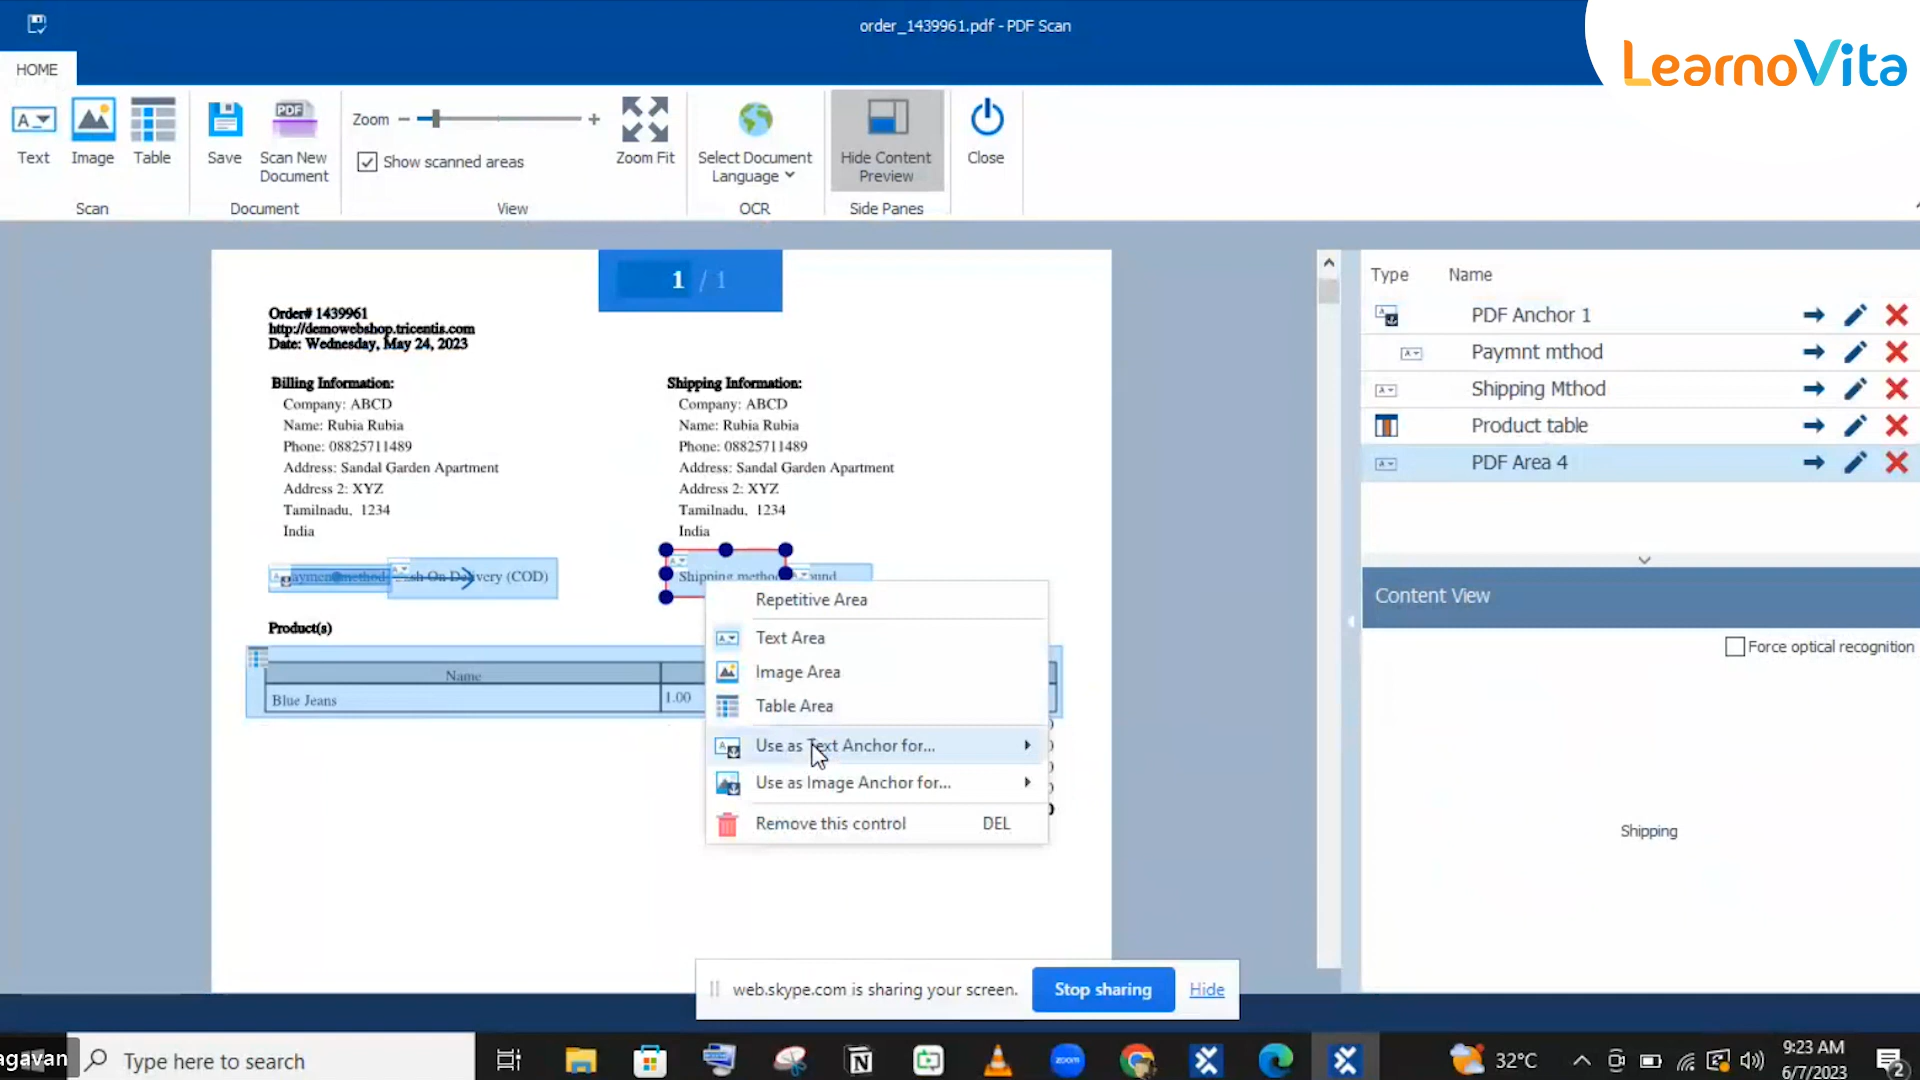 order_1439961.pdf - PDF Scan
LearnoVita
HOME
Text
Image
Table
Save
Scan New Document
Zoom
Show scanned areas
Zoom Fit
Select Document Language
Hide Content Preview
Close
Scan
Document
View
OCR
Side Panes
1 / 1
Order# 1439961
http://demowebshop.tricentis.com
Date: Wednesday, May 24, 2023
Billing Information:
Company: ABCD
Name: Rubia Rubia
Phone: 08825711489
Address: Sandal Garden Apartment
Address 2: XYZ
Tamilnadu, 1234
India
Shipping Information:
Company: ABCD
Name: Rubia Rubia
Phone: 08825711489
Address: Sandal Garden Apartment
Address 2: XYZ
Tamilnadu, 1234
India
On Delivery (COD)
Shipping method
Product(s)
Name
Blue Jeans
1.00
Repetitive Area
Text Area
Image Area
Table Area
Use as Text Anchor for...
Use as Image Anchor for...
Remove this control DEL
Type Name
PDF Anchor 1
Paymnt mthod
Shipping Mthod
Product table
PDF Area 4
Content View
Force optical recognition
Shipping
web.skype.com is sharing your screen.
Stop sharing
Hide
agavan
Type here to search
zoom
32°C
9:23 AM
6/7/2023
2